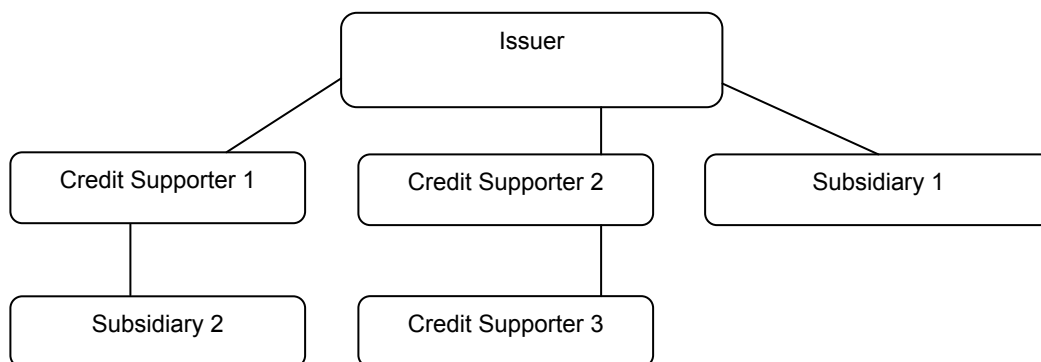 Issuer
Credit Supporter 1
Credit Supporter 2
Subsidiary 1
Subsidiary 2
Credit Supporter 3